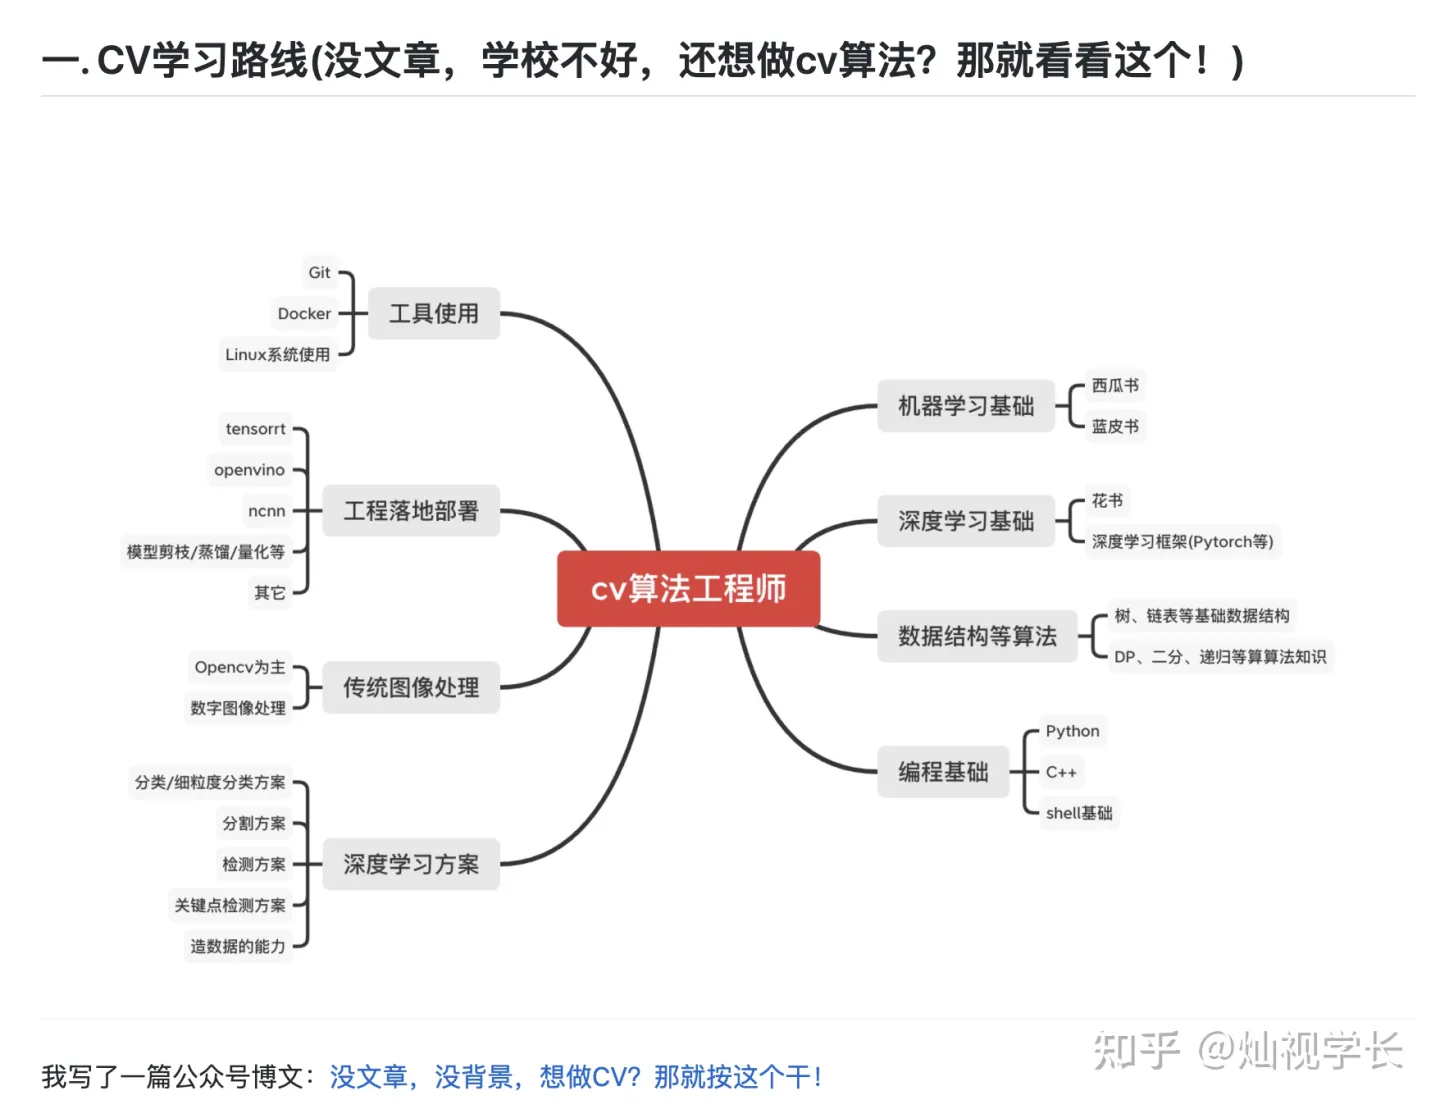 一. CV学习路线(没文章，学校不好，还想做cv算法？那就看看这个！)
Git
Docker
Linux系统使用
工具使用
tensorrt
openvino
ncnn
模型剪枝/蒸馏/量化等
其它
工程落地部署
Opencv为主
数字图像处理
传统图像处理
分类/细粒度分类方案
分割方案
检测方案
关键点检测方案
造数据的能力
深度学习方案
cv算法工程师
机器学习基础
西瓜书
蓝皮书
深度学习基础
花书
深度学习框架(Pytorch等)
数据结构等算法
树、链表等基础数据结构
DP、二分、递归等算算法知识
编程基础
Python
C++
shell基础
知乎 @灿视学长
我写了一篇公众号博文：没文章，没背景，想做CV？那就按这个干！